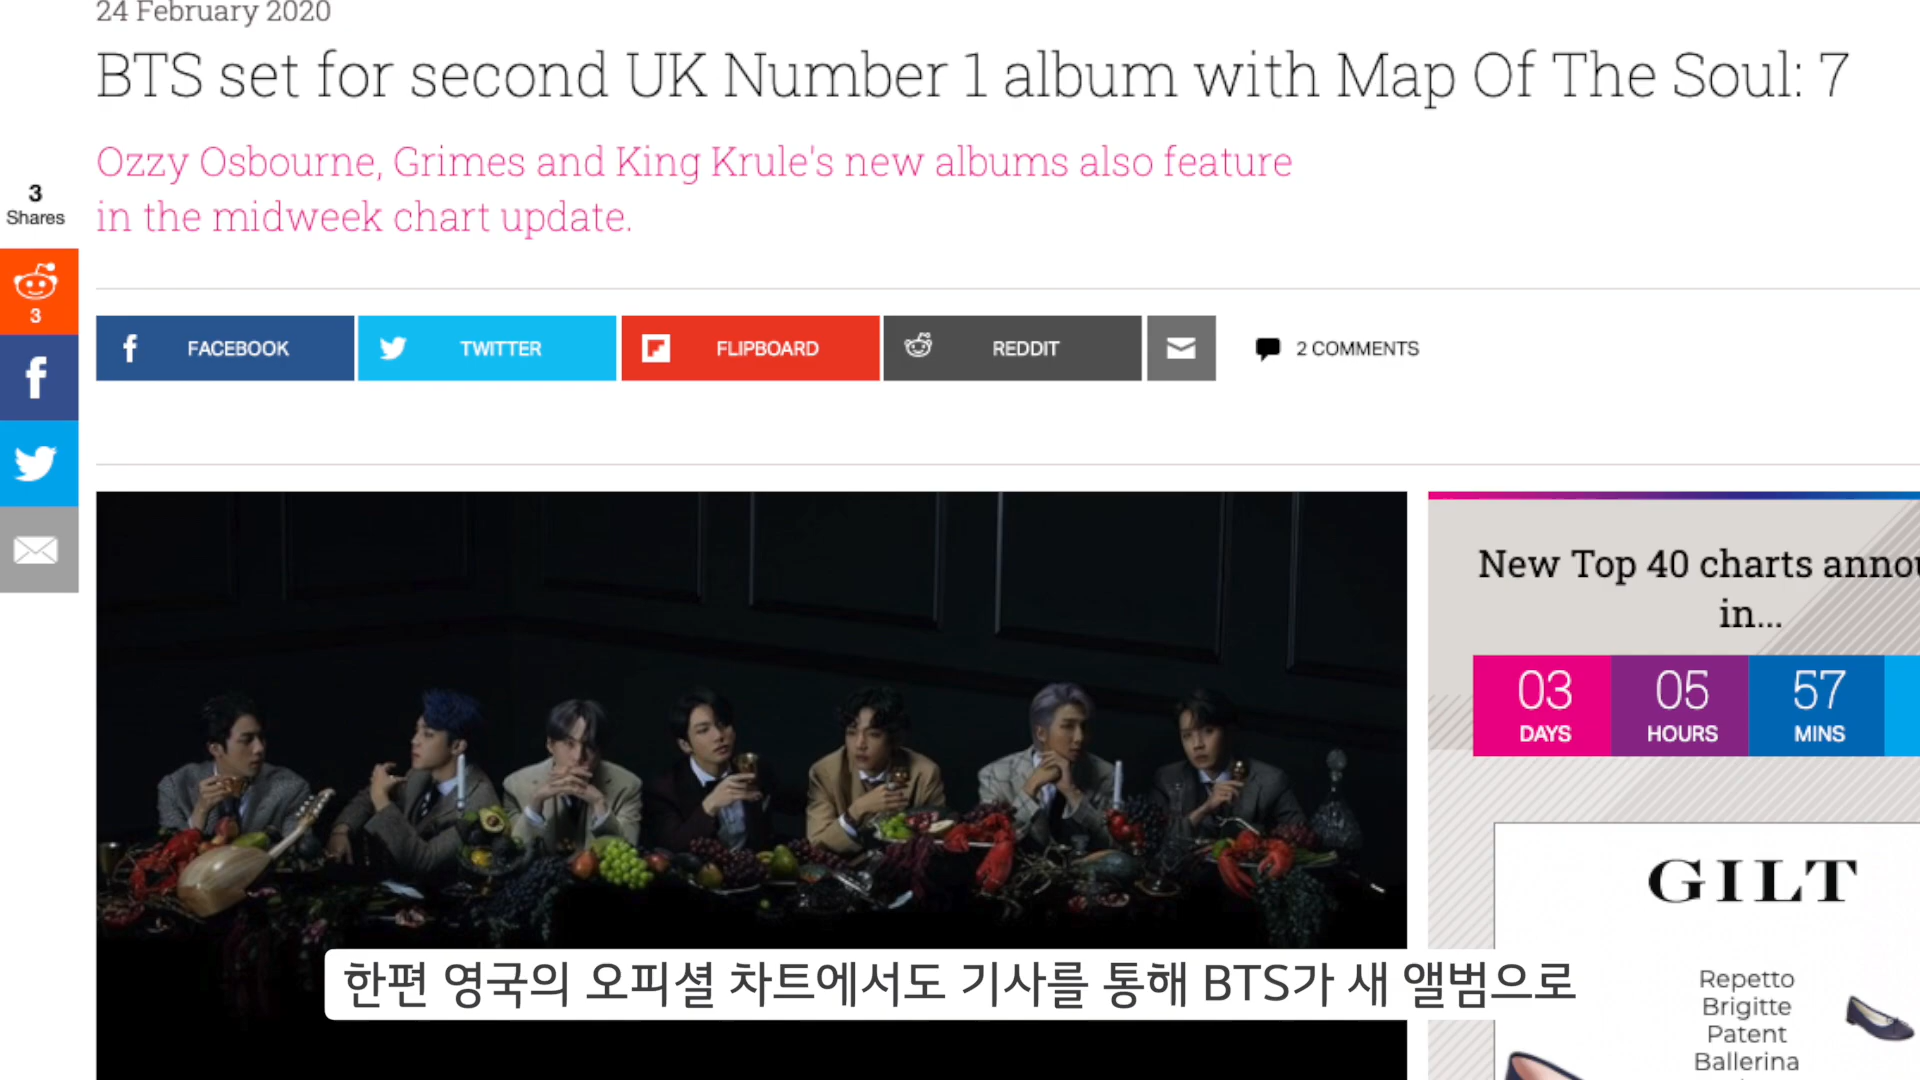 24 February 2020
BTS set for second UK Number 1 album with Map Of The Soul: 7
Ozzy Osbourne, Grimes and King Krule's new albums also feature
in the midweek chart update.
3
Shares
3
FACEBOOK
TWITTER
FLIPBOARD
REDDIT
2 COMMENTS
New Top 40 charts annou
in...
03
DAYS
05
HOURS
57
MINS
GILT
Repetto
Brigitte
Patent
Ballerina
한편 영국의 오피셜 차트에서도 기사를 통해 BTS가 새 앨범으로